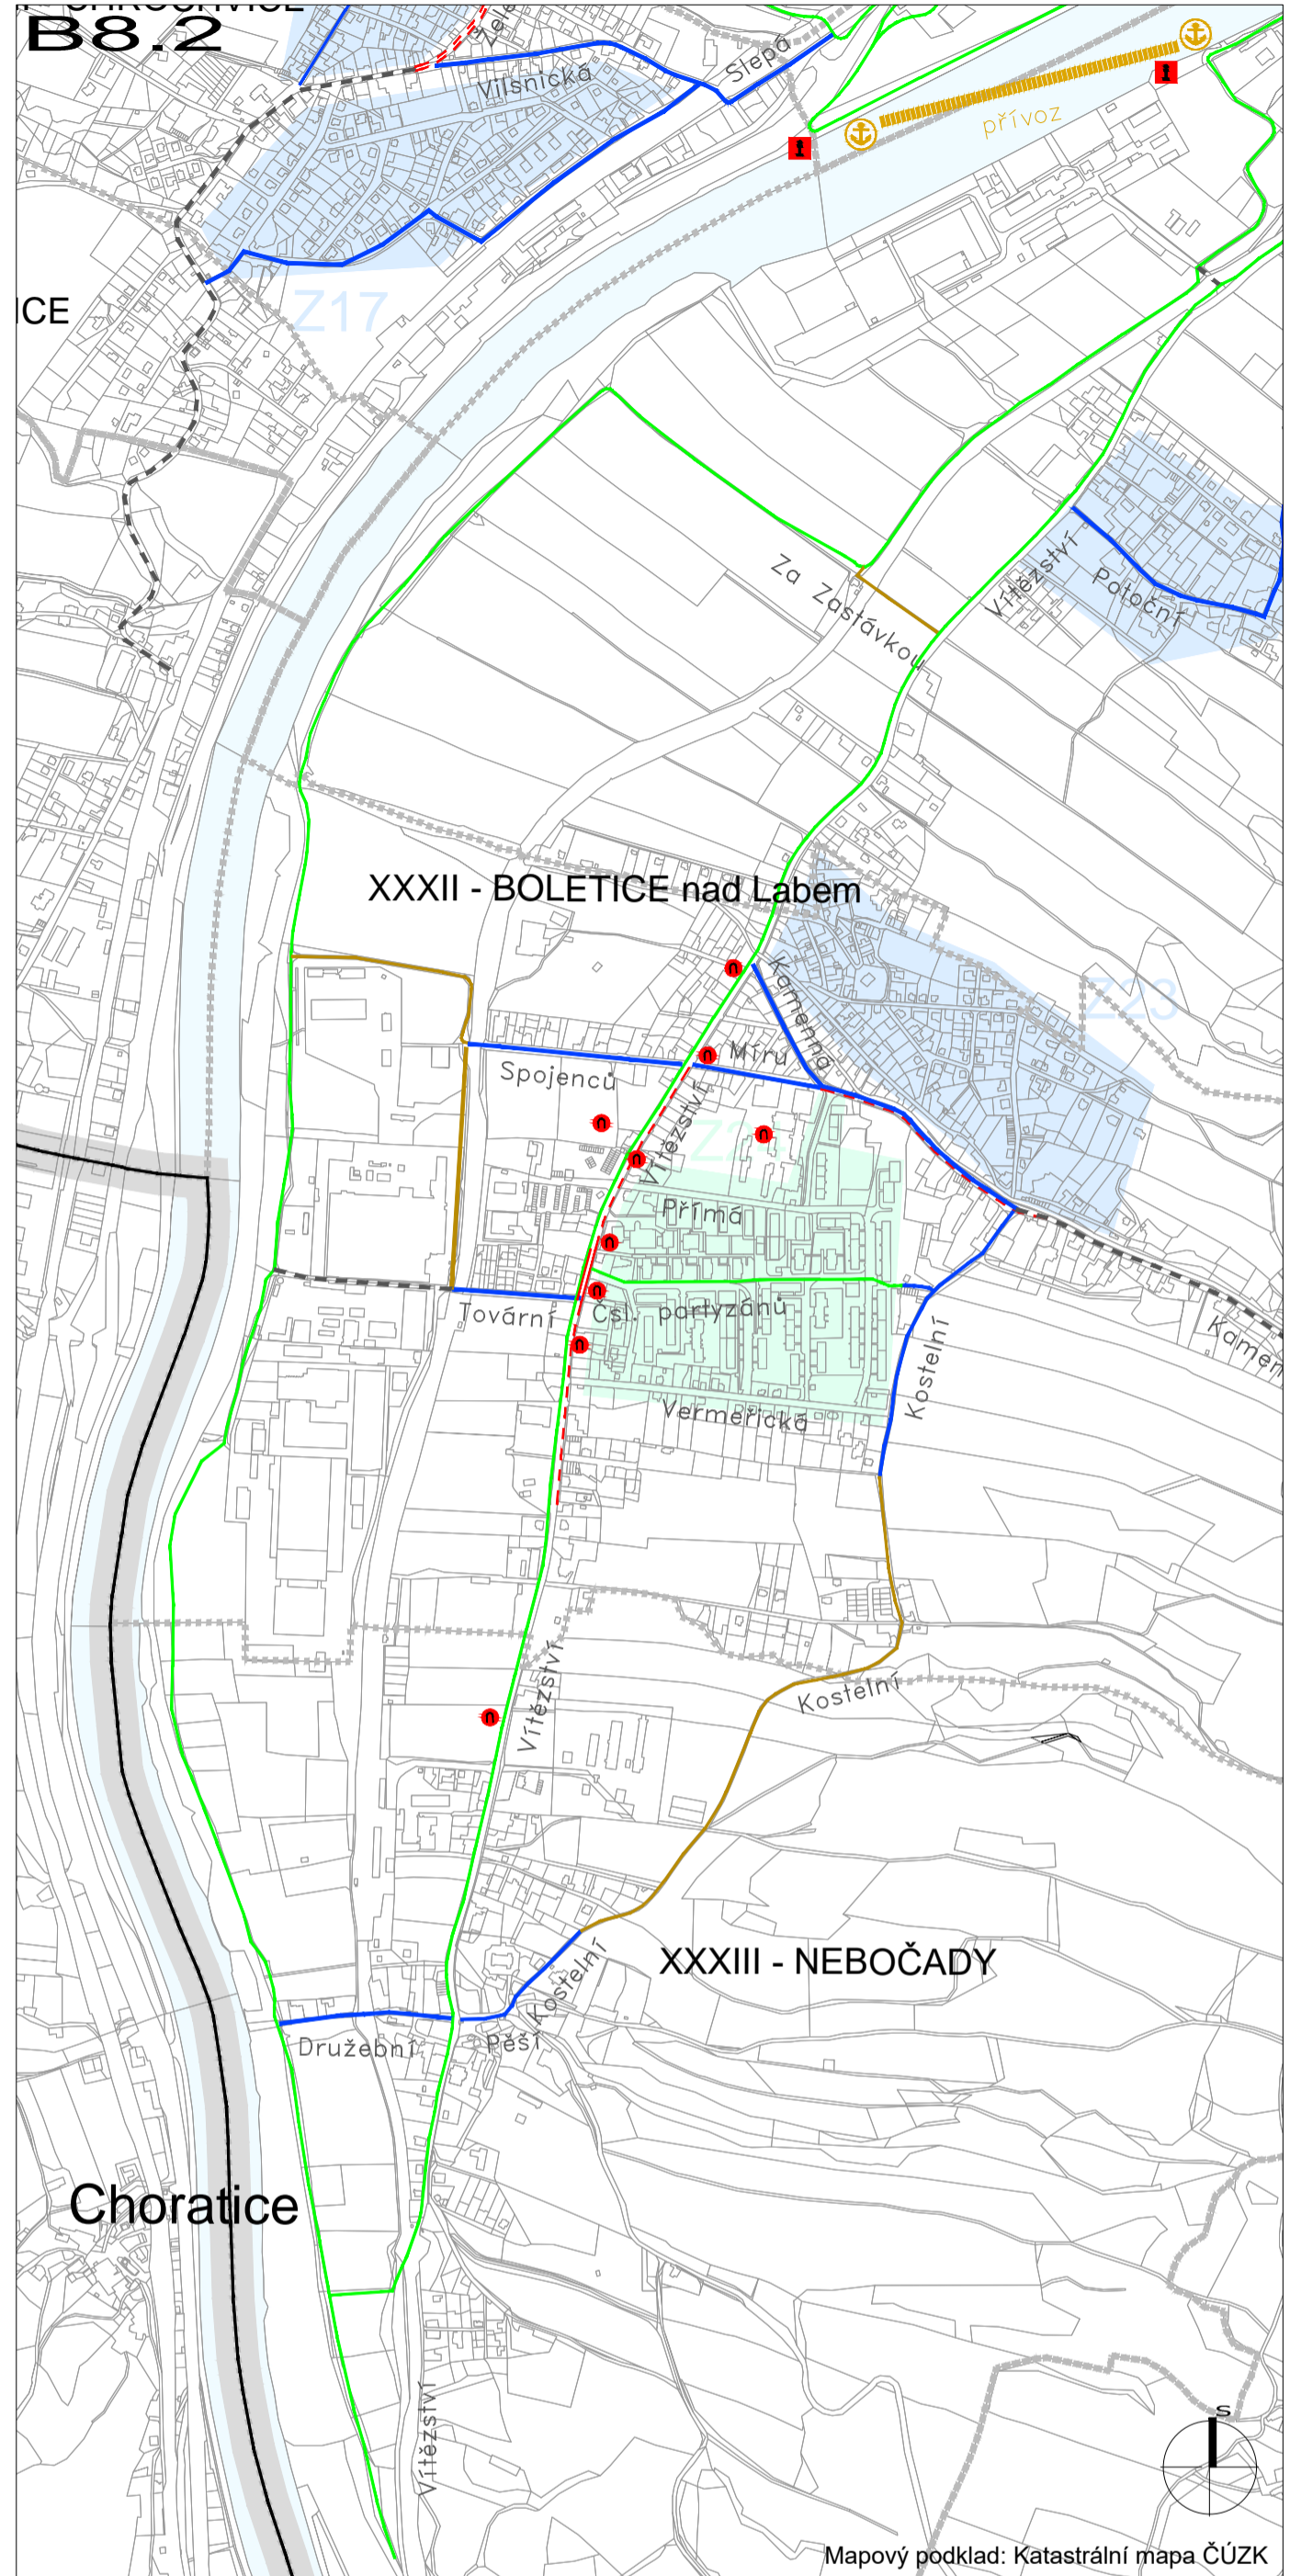 B8.2
Vilsnická
Slepá
přívoz
ICE
Z17
Za Zastávkou
Vítězství
Potoční
XXXII - BOLETICE nad Labem
Z23
Kamenná
Míru
Spojenců
Vítězství
Přímá
Tovární
Čsl. partyzánů
Kostelní
Kamen
Vermeřická
Kostelní
Vítězství
XXXIII - NEBOČADY
Kostelní
Družební
Pěší
Choratice
Vítězství
S
Mapový podklad: Katastrální mapa ČÚZK